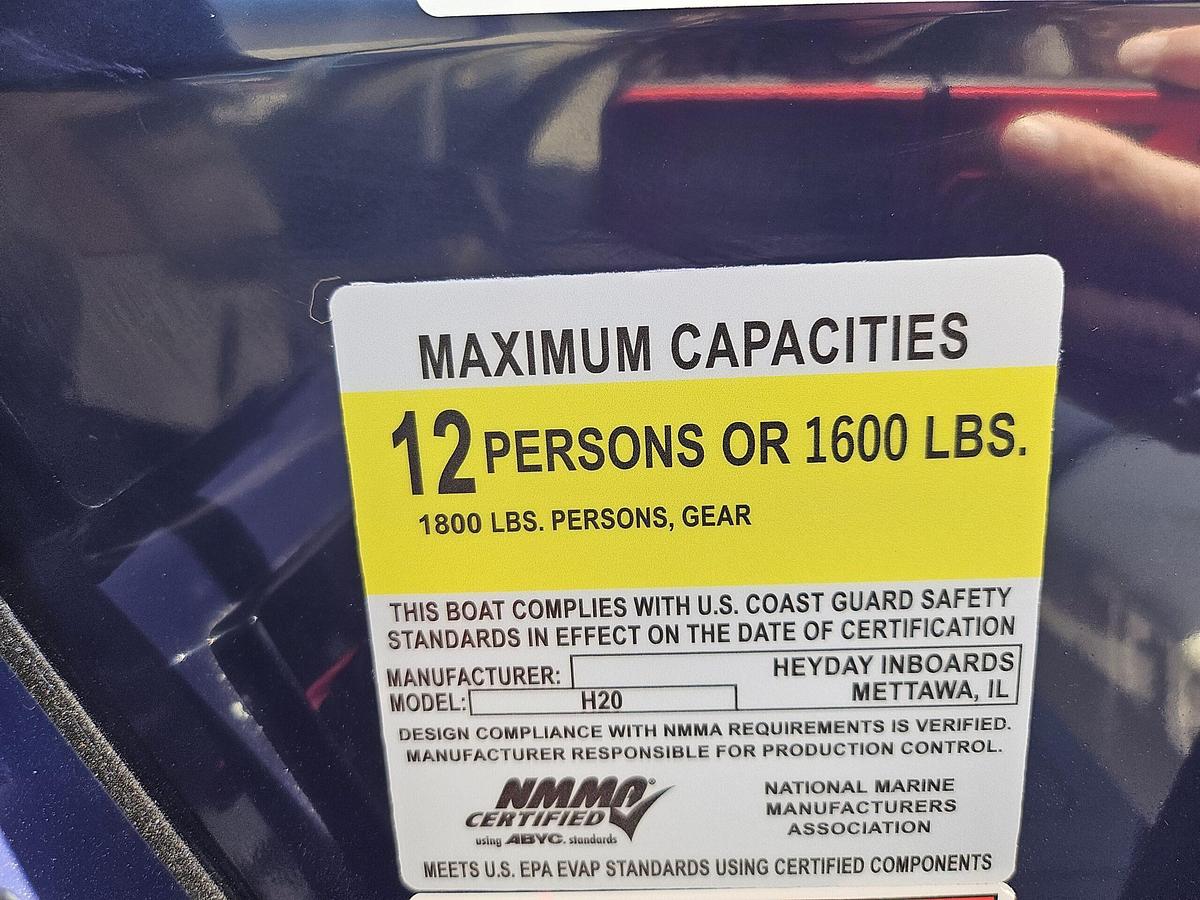 MAXIMUM CAPACITIES
12 PERSONS OR 1600 LBS.
1800 LBS. PERSONS, GEAR
THIS BOAT COMPLIES WITH U.S. COAST GUARD SAFETY
STANDARDS IN EFFECT ON THE DATE OF CERTIFICATION
MANUFACTURER: HEYDAY INBOARDS
METTAWA, IL
MODEL: H20
DESIGN COMPLIANCE WITH NMMA REQUIREMENTS IS VERIFIED.
MANUFACTURER RESPONSIBLE FOR PRODUCTION CONTROL.
NMMA®
CERTIFIED
using ABYC. standards
NATIONAL MARINE
MANUFACTURERS
ASSOCIATION
MEETS U.S. EPA EVAP STANDARDS USING CERTIFIED COMPONENTS